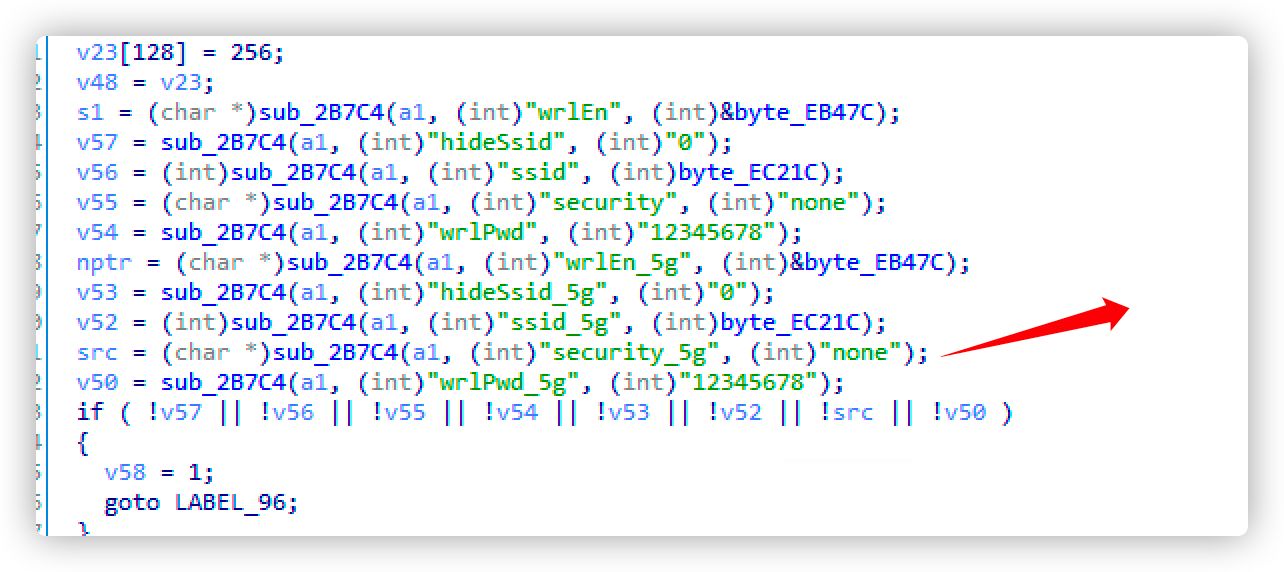 v23[128] = 256;
v48 = v23;
s1 = (char *)sub_2B7C4(a1, (int)"wrlEn", (int)&byte_EB47C);
v57 = sub_2B7C4(a1, (int)"hideSsid", (int)"0");
v56 = (int)sub_2B7C4(a1, (int)"ssid", (int)byte_EC21C);
v55 = (char *)sub_2B7C4(a1, (int)"security", (int)"none");
v54 = sub_2B7C4(a1, (int)"wrlPwd", (int)"12345678");
nptr = (char *)sub_2B7C4(a1, (int)"wrlEn_5g", (int)&byte_EB47C);
v53 = sub_2B7C4(a1, (int)"hideSsid_5g", (int)"0");
v52 = (int)sub_2B7C4(a1, (int)"ssid_5g", (int)byte_EC21C);
src = (char *)sub_2B7C4(a1, (int)"security_5g", (int)"none");
v50 = sub_2B7C4(a1, (int)"wrlPwd_5g", (int)"12345678");
if ( !v57 || !v56 || !v55 || !v54 || !v53 || !v52 || !src || !v50 )
{
v58 = 1;
goto LABEL_96;
}